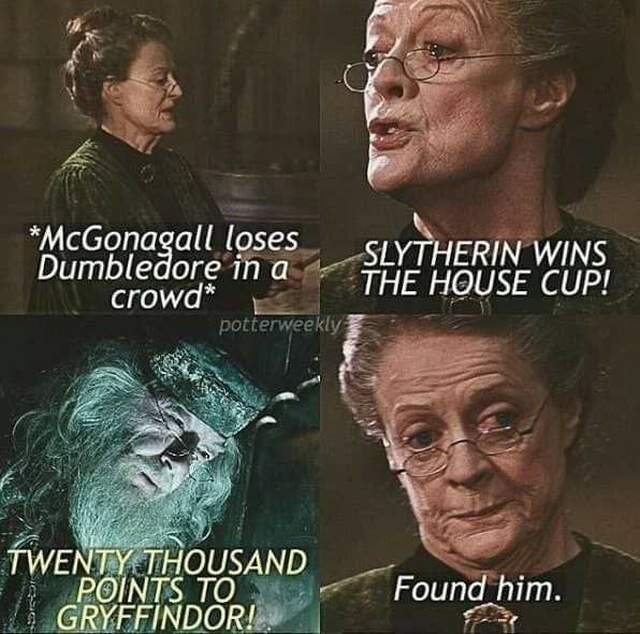 *McGonagall loses
Dumbledore in a
crowd*
SLYTHERIN WINS
THE HOUSE CUP!
potterweekly
TWENTY THOUSAND
POINTS TO
GRYFFINDOR!
Found him.